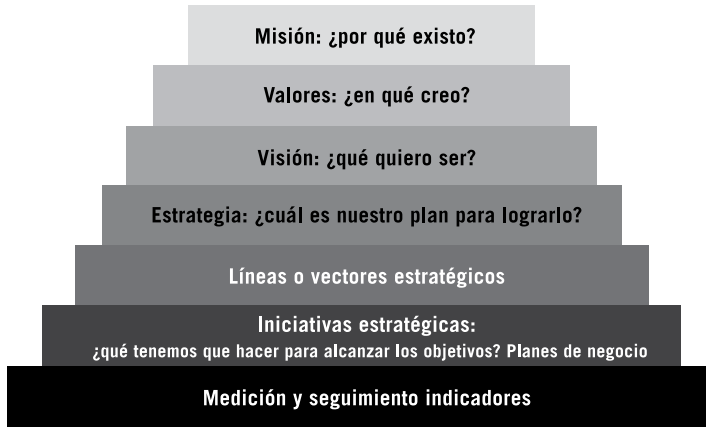 Misión: ¿por qué existo?
Valores: ¿en qué creo?
Visión: ¿qué quiero ser?
Estrategia: ¿cuál es nuestro plan para lograrlo?
Líneas o vectores estratégicos
Iniciativas estratégicas:
¿qué tenemos que hacer para alcanzar los objetivos? Planes de negocio
Medición y seguimiento indicadores